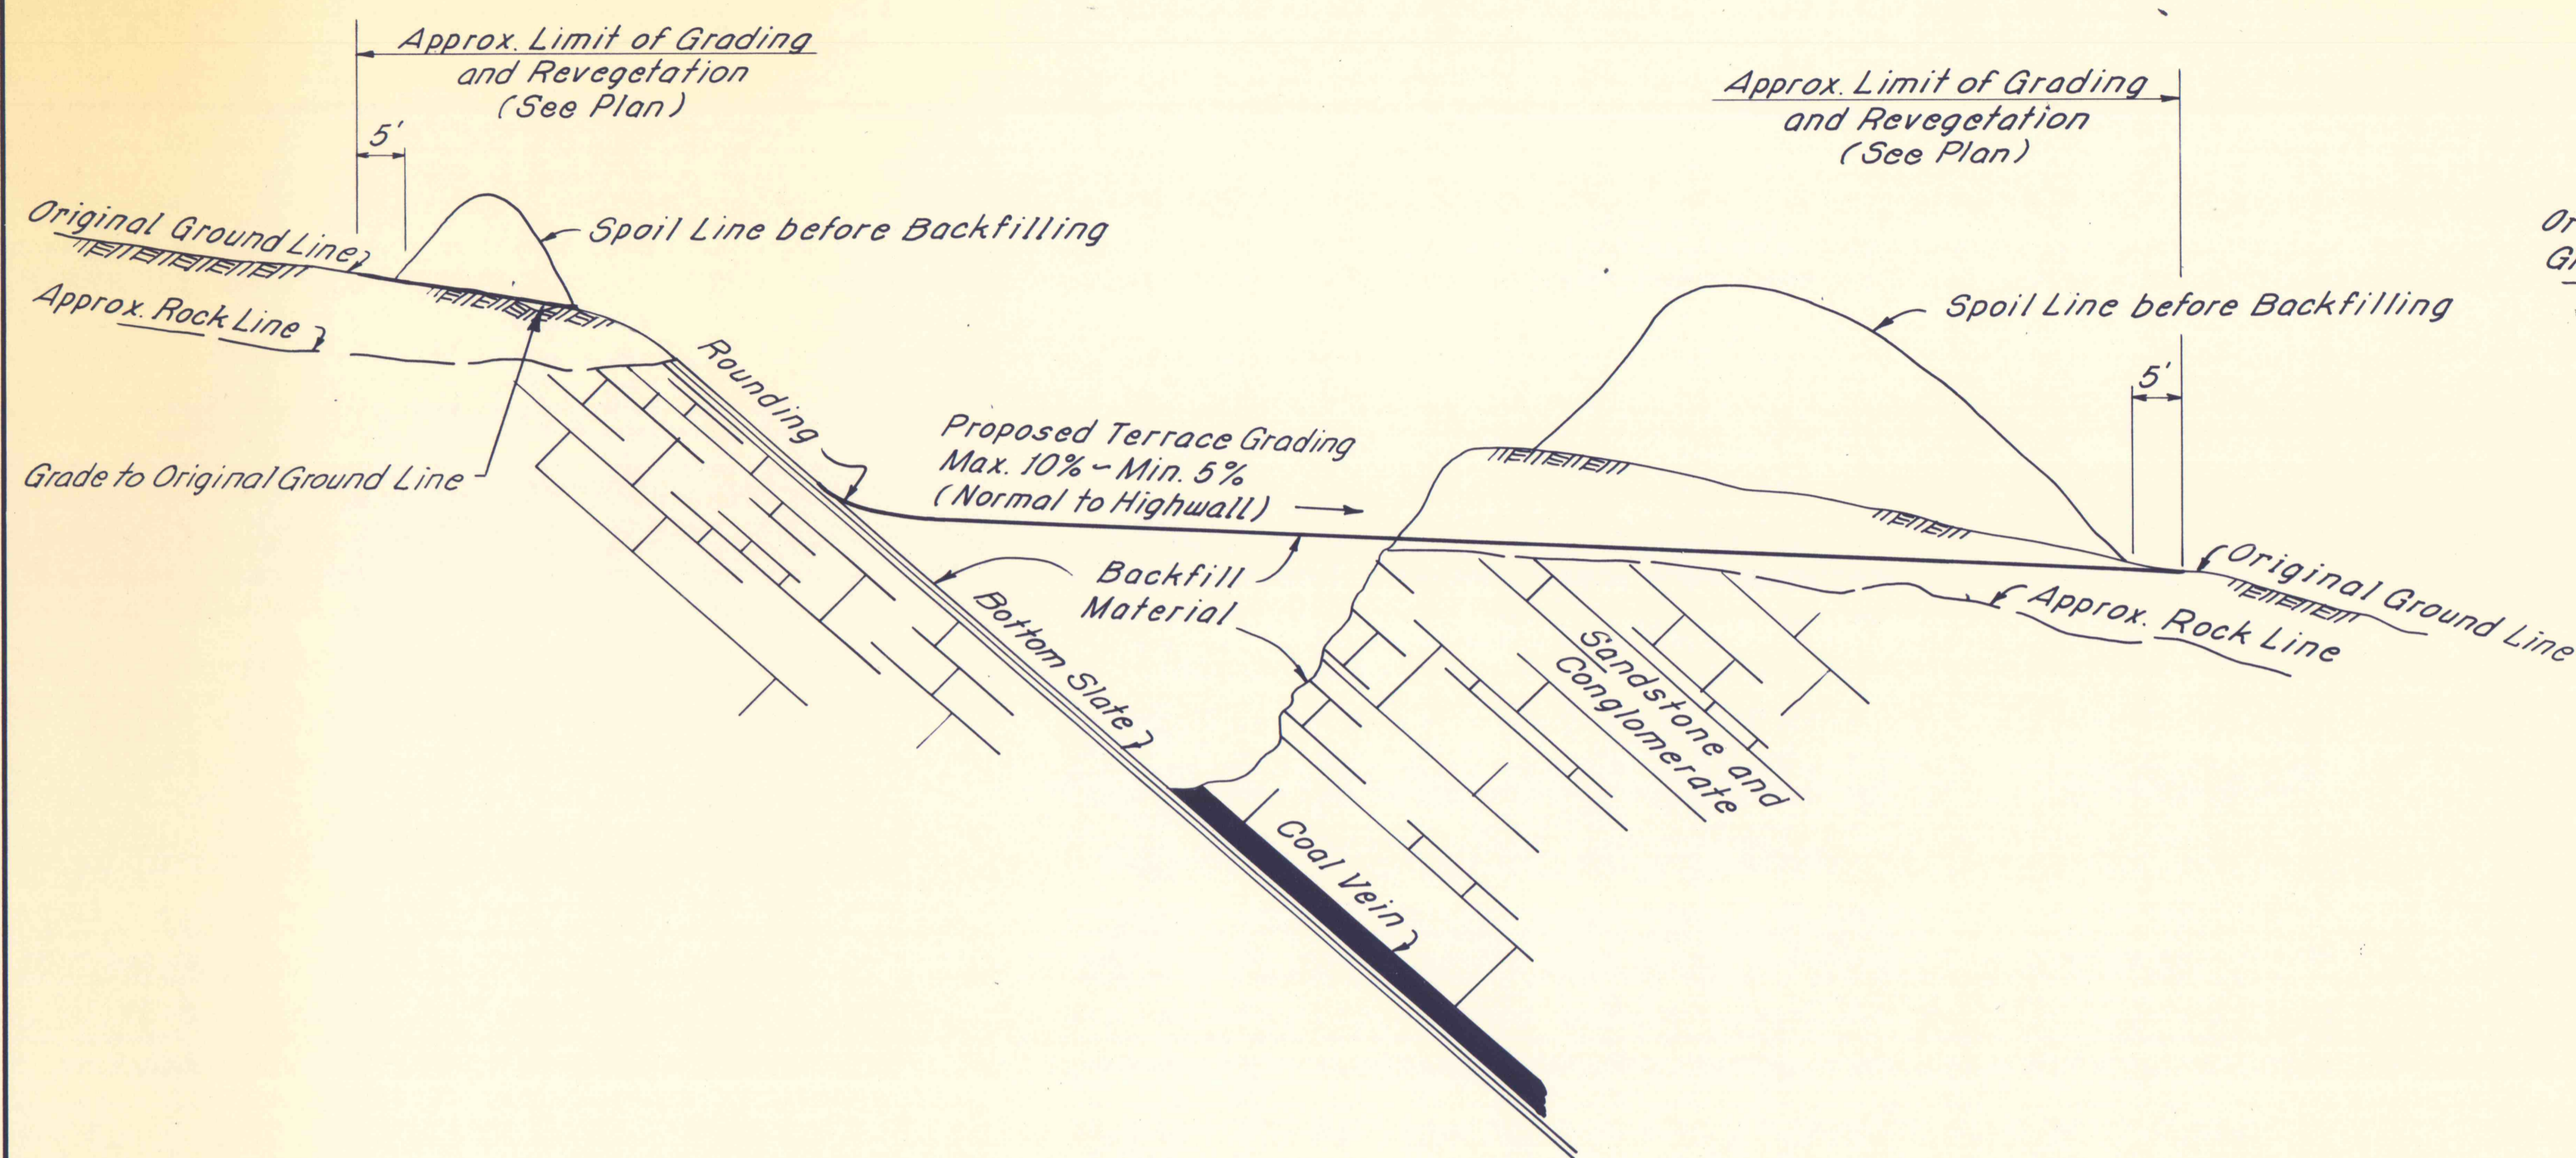 Approx. Limit of Grading
and Revegetation
(See Plan)
5'
Original Ground Line
Spoil Line before Backfilling
Approx. Rock Line
Grade to Original Ground Line
Rounding
Proposed Terrace Grading
Max. 10% - Min. 5%
(Normal to Highwall)
Backfill
Material
Bottom Slate
Coal Vein
Sandstone and
Conglomerate
Approx. Limit of Grading
and Revegetation
(See Plan)
Spoil Line before Backfilling
5'
Original Ground Line
Approx. Rock Line